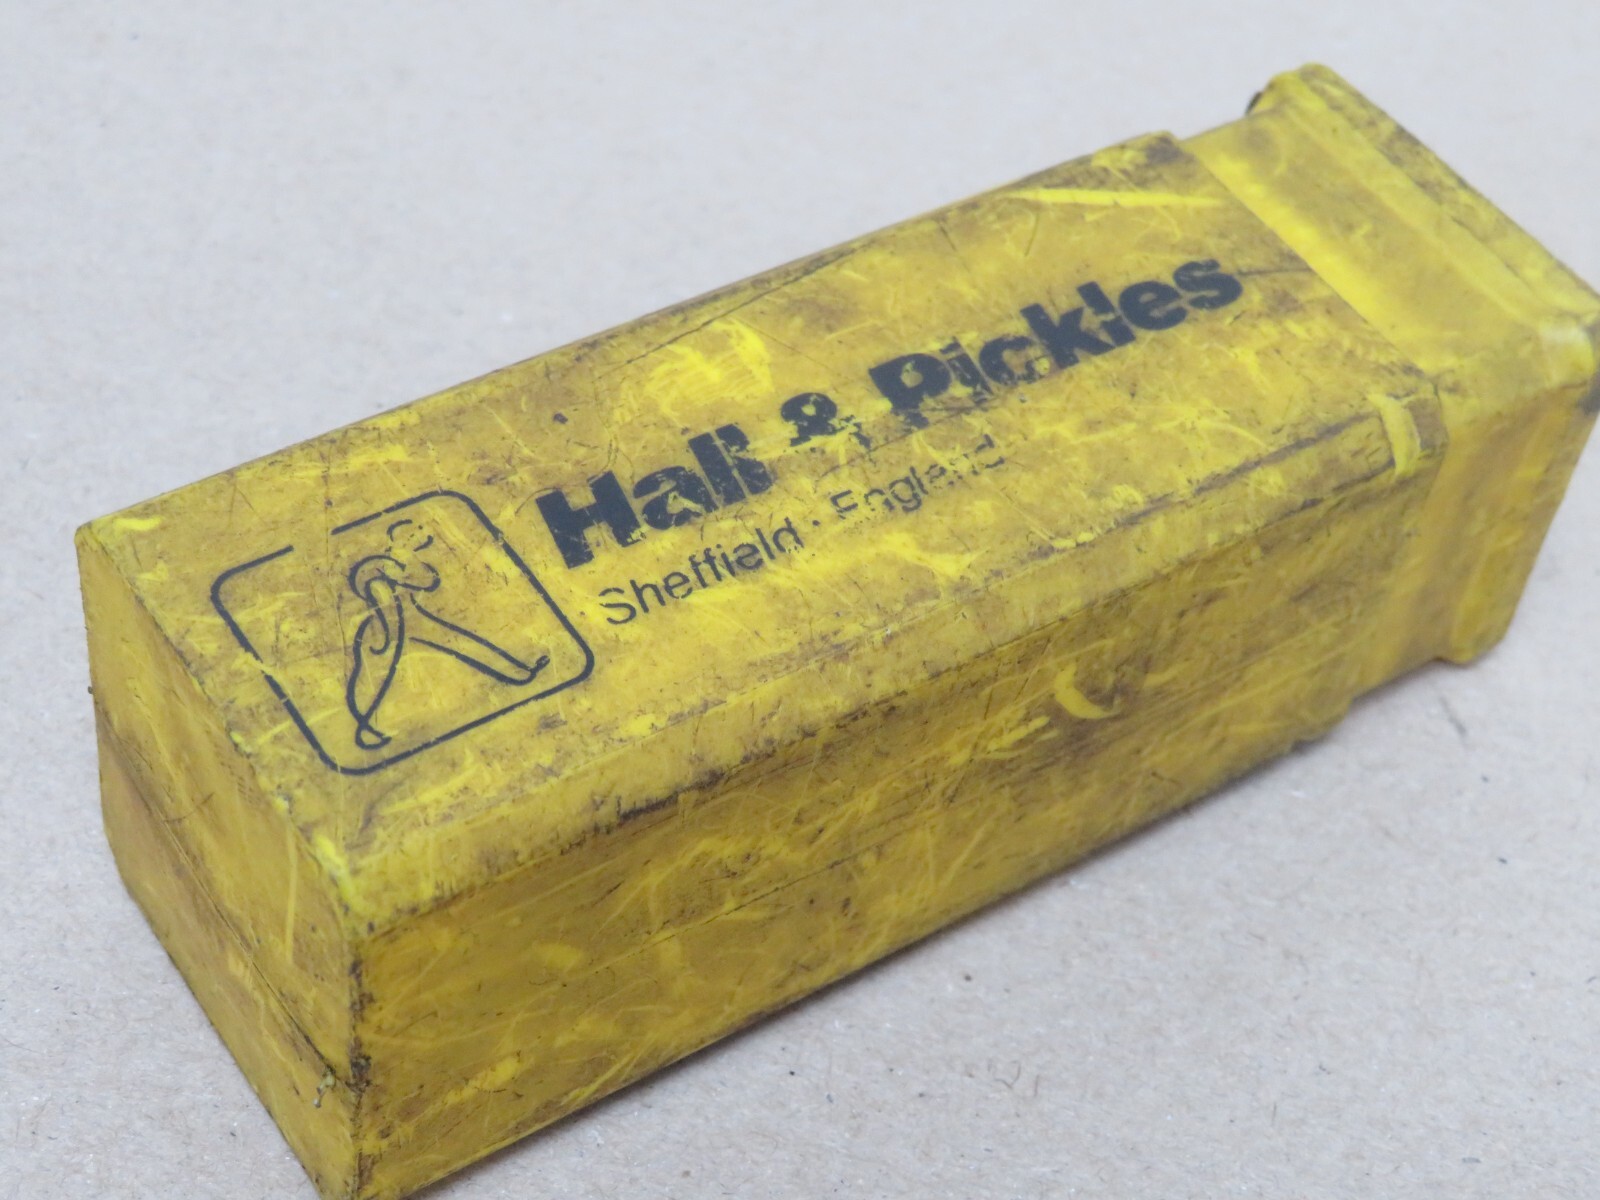 Hall & Pickles
Sheffield · England